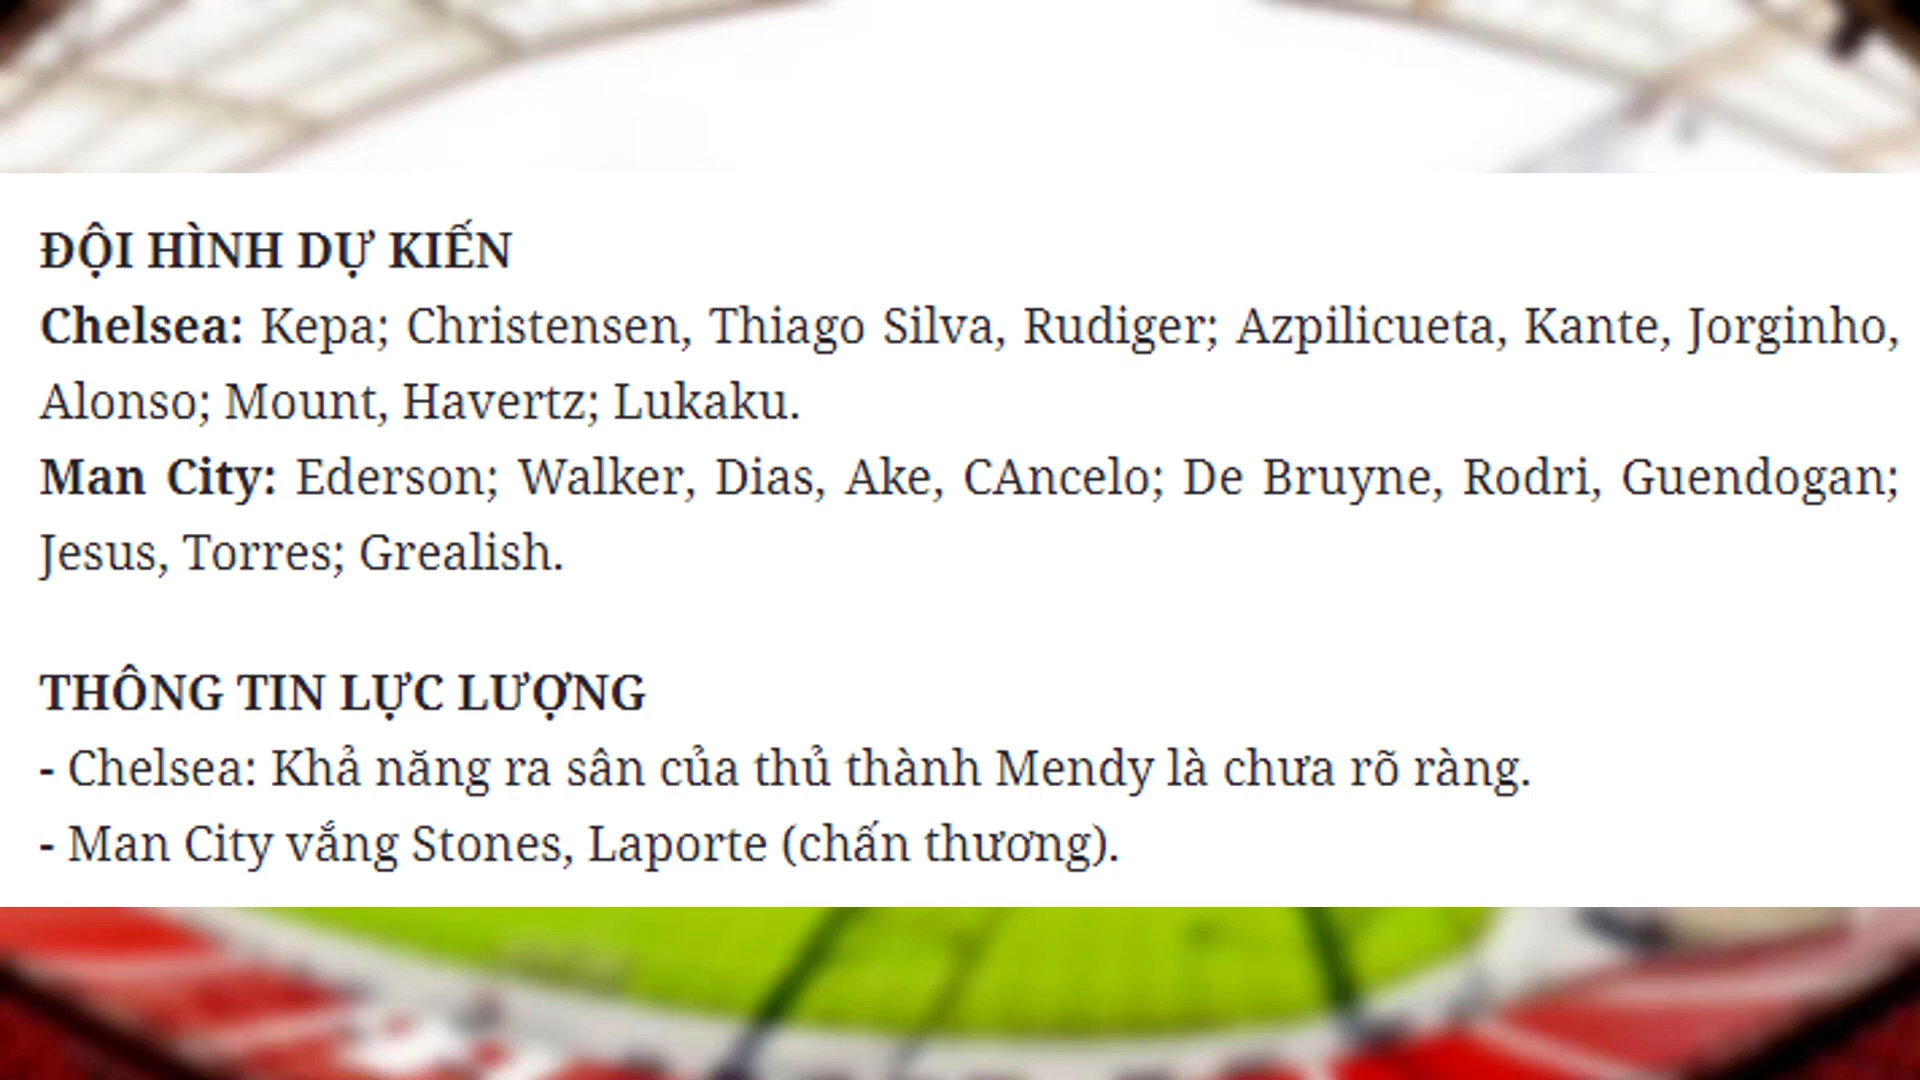 ĐỘI HÌNH DỰ KIẾN
Chelsea: Kepa; Christensen, Thiago Silva, Rudiger; Azpilicueta, Kante, Jorginho,
Alonso; Mount, Havertz; Lukaku.
Man City: Ederson; Walker, Dias, Ake, CAncelo; De Bruyne, Rodri, Guendogan;
Jesus, Torres; Grealish.
THÔNG TIN LỰC LƯỢNG
- Chelsea: Khả năng ra sân của thủ thành Mendy là chưa rõ ràng.
- Man City vắng Stones, Laporte (chấn thương).